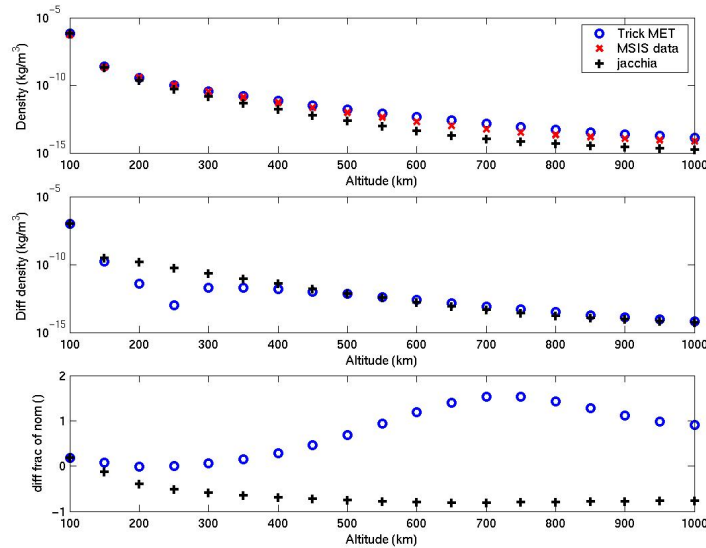 10^-5
10^-10
10^-15
Density (kg/m^3)
Trick MET
MSIS data
jacchia
100 200 300 400 500 600 700 800 900 1000
Altitude (km)
10^-5
10^-10
10^-15
Diff density (kg/m^3)
100 200 300 400 500 600 700 800 900 1000
Altitude (km)
2
1
0
-1
diff frac of nom ()
100 200 300 400 500 600 700 800 900 1000
Altitude (km)